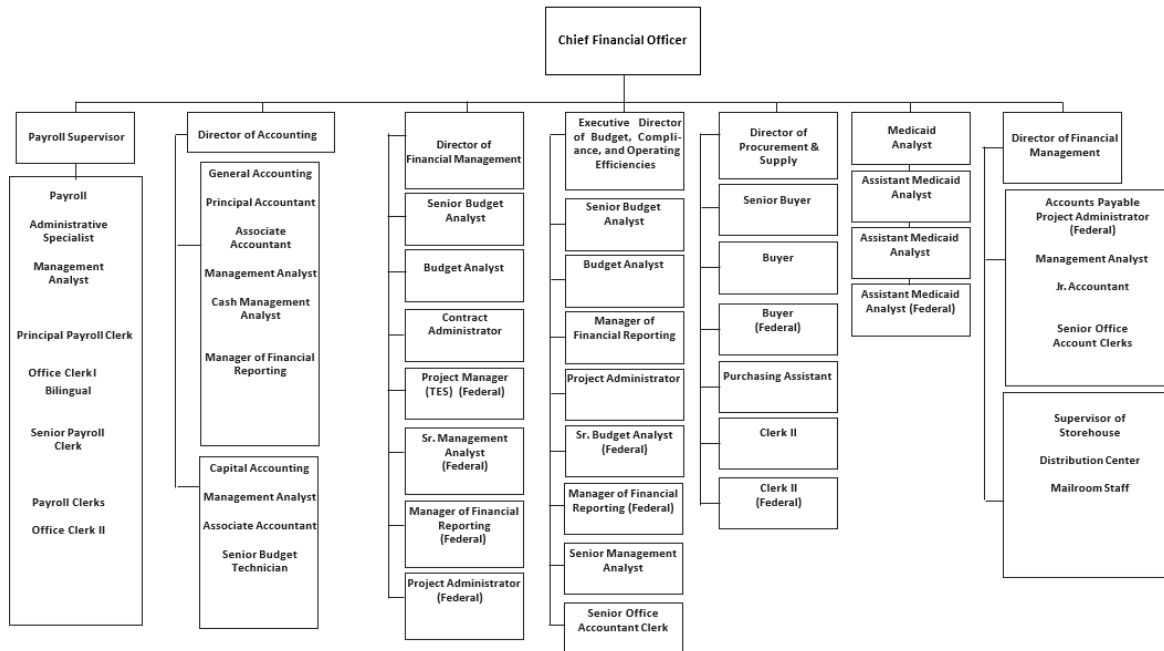 Chief Financial Officer
Payroll Supervisor
Payroll
Administrative
Specialist
Management
Analyst
Principal Payroll Clerk
Office Clerk I
Bilingual
Senior Payroll
Clerk
Payroll Clerks
Office Clerk II
Director of Accounting
General Accounting
Principal Accountant
Associate
Accountant
Management Analyst
Cash Management
Analyst
Manager of Financial
Reporting
Capital Accounting
Management Analyst
Associate Accountant
Senior Budget
Technician
Director of
Financial Management
Senior Budget
Analyst
Budget Analyst
Contract
Administrator
Project Manager
(TES) (Federal)
Sr. Management
Analyst
(Federal)
Manager of Financial
Reporting
(Federal)
Project Administrator
(Federal)
Executive Director
of Budget, Compli-
ance, and Operating
Efficiencies
Senior Budget
Analyst
Budget Analyst
Manager of
Financial Reporting
Project Administrator
Sr. Budget Analyst
(Federal)
Manager of Financial
Reporting (Federal)
Senior Management
Analyst
Senior Office
Accountant Clerk
Director of
Procurement &
Supply
Senior Buyer
Buyer
Buyer
(Federal)
Purchasing Assistant
Clerk II
Clerk II
(Federal)
Medicaid
Analyst
Assistant Medicaid
Analyst
Assistant Medicaid
Analyst
Assistant Medicaid
Analyst (Federal)
Director of Financial
Management
Accounts Payable
Project Administrator
(Federal)
Management Analyst
Jr. Accountant
Senior Office
Account Clerks
Supervisor of
Storehouse
Distribution Center
Mailroom Staff